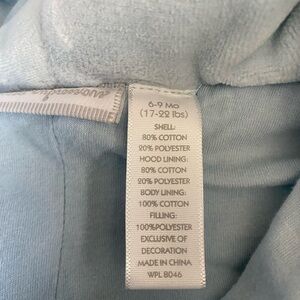 6-9 Mo
(17-22 lbs)
SHELL:
80% COTTON
20% POLYESTER
HOOD LINING:
80% COTTON
20% POLYESTER
BODY LINING:
100% COTTON
FILLING:
100%POLYESTER
EXCLUSIVE OF
DECORATION
MADE IN CHINA
WPL 8046